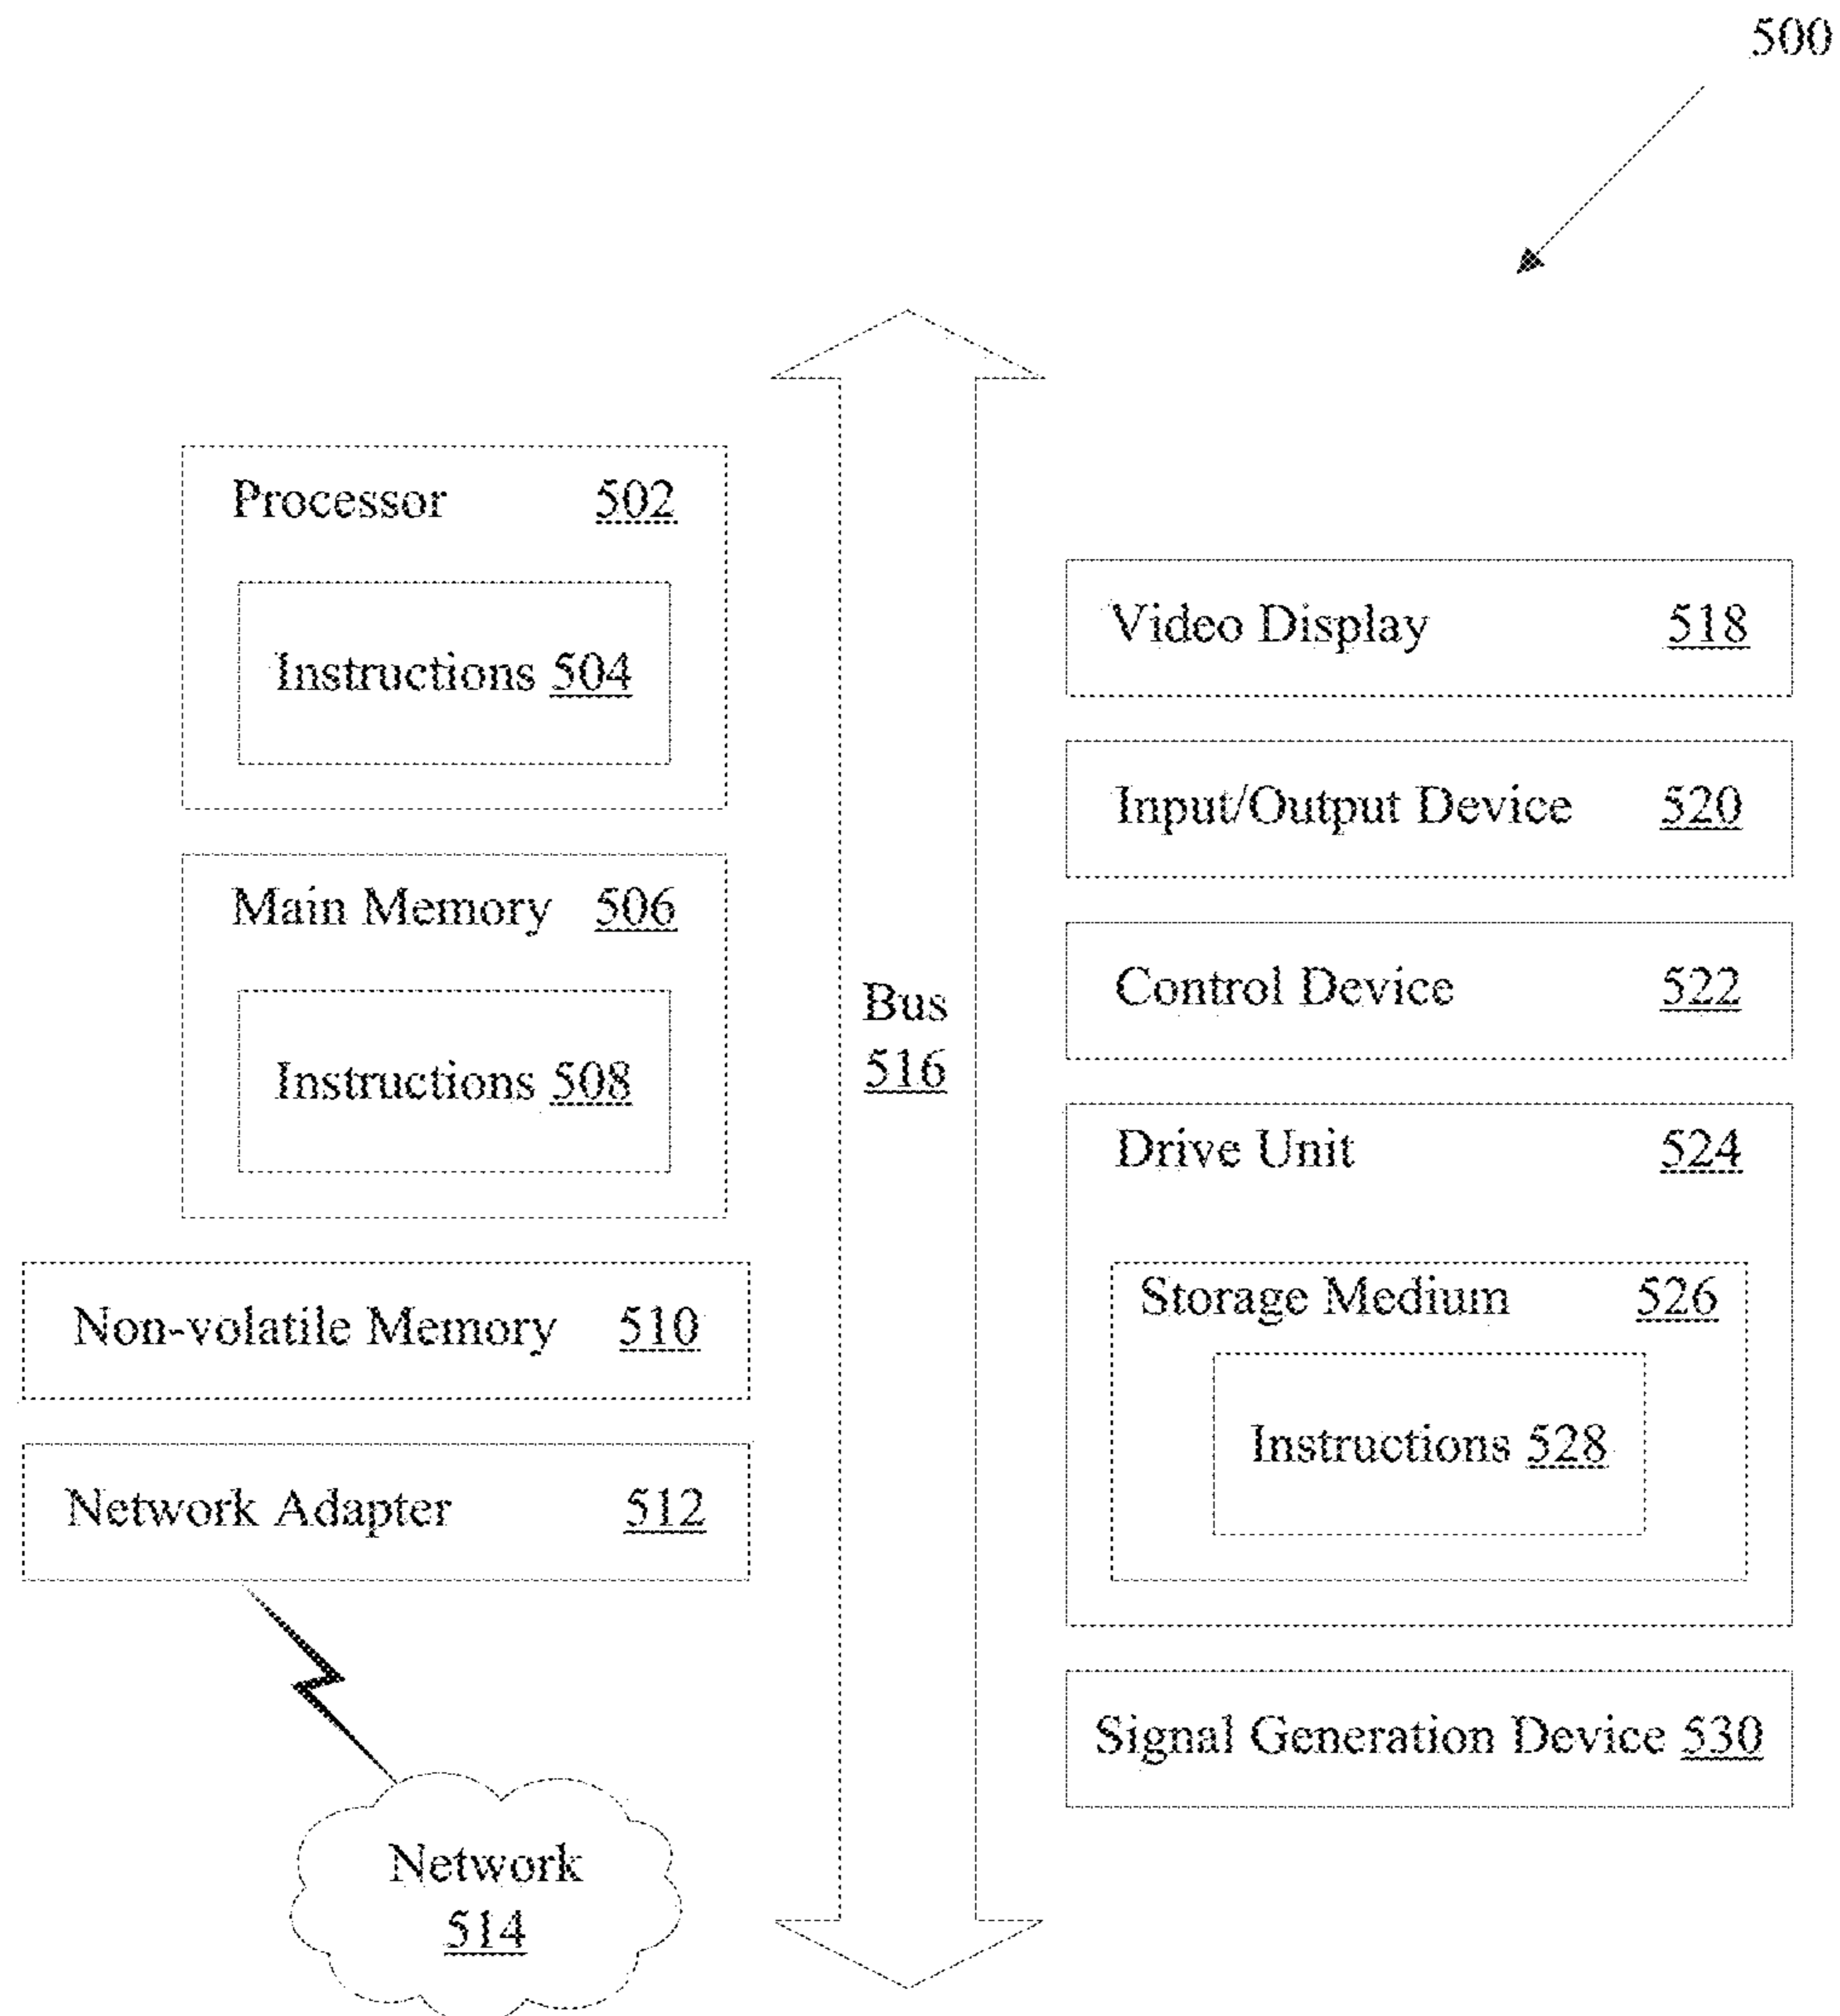 500
Processor 502
Instructions 504
Main Memory 506
Instructions 508
Non-volatile Memory 510
Network Adapter 512
Network
514
Bus
516
Video Display 518
Input/Output Device 520
Control Device 522
Drive Unit 524
Storage Medium 526
Instructions 528
Signal Generation Device 530